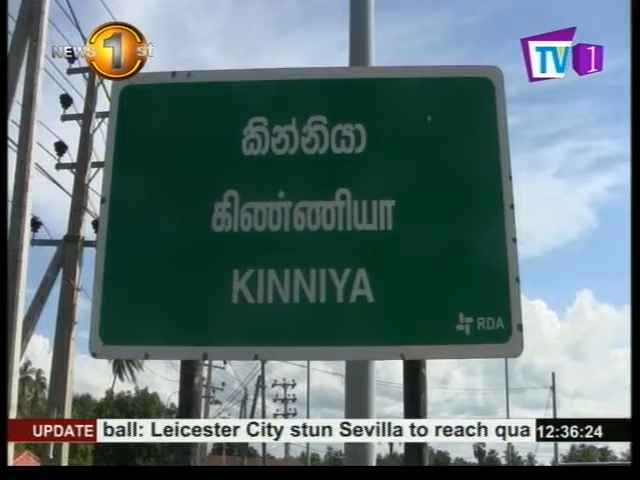 NEWS 1st
TV 1
කින්නියා
கிண்ணியா
KINNIYA
RDA
UPDATE ball: Leicester City stun Sevilla to reach qua 12:36:24